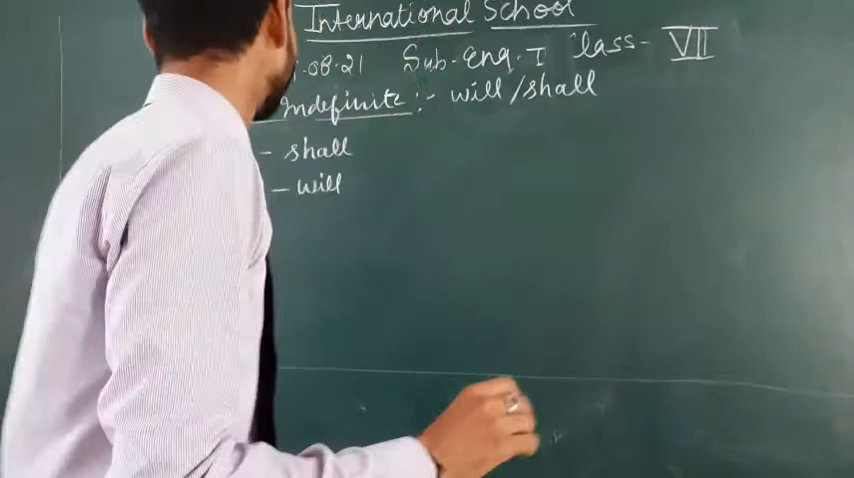 International School
.08.21 Sub-Eng. I Class- VII
Indefinite :- will/shall
- shall
- will